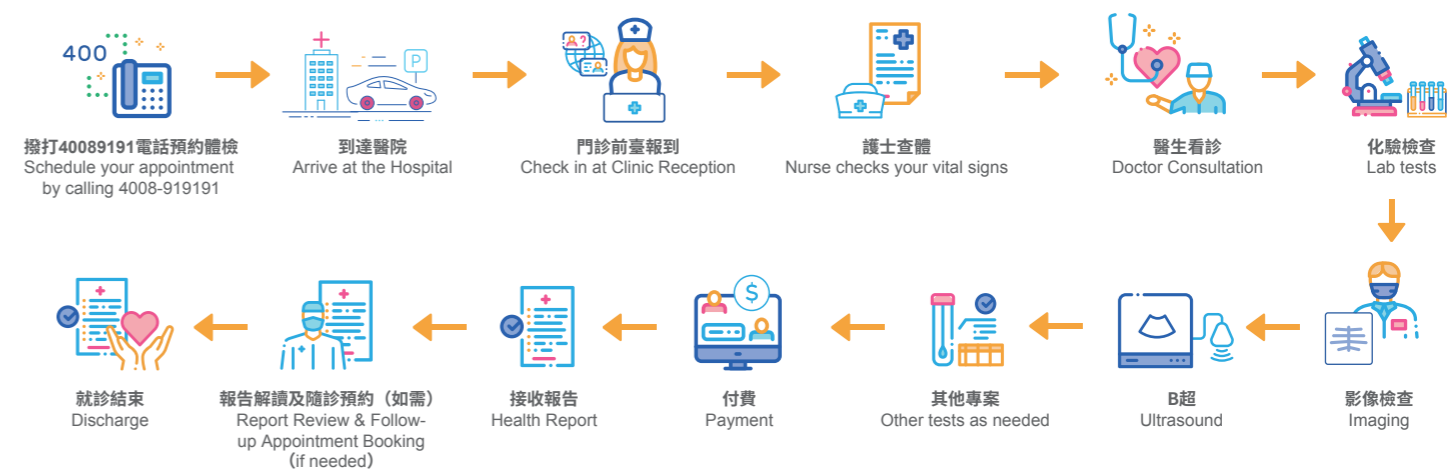 400
撥打40089191電話預約體檢
Schedule your appointment
by calling 4008-919191
P
到達醫院
Arrive at the Hospital
?
門診前臺報到
Check in at Clinic Reception
護士查體
Nurse checks your vital signs
醫生看診
Doctor Consultation
化驗檢查
Lab tests
影像檢查
Imaging
B超
Ultrasound
其他專案
Other tests as needed
$
付費
Payment
接收報告
Health Report
報告解讀及隨診預約（如需）
Report Review & Follow-
up Appointment Booking
(if needed)
就診結束
Discharge